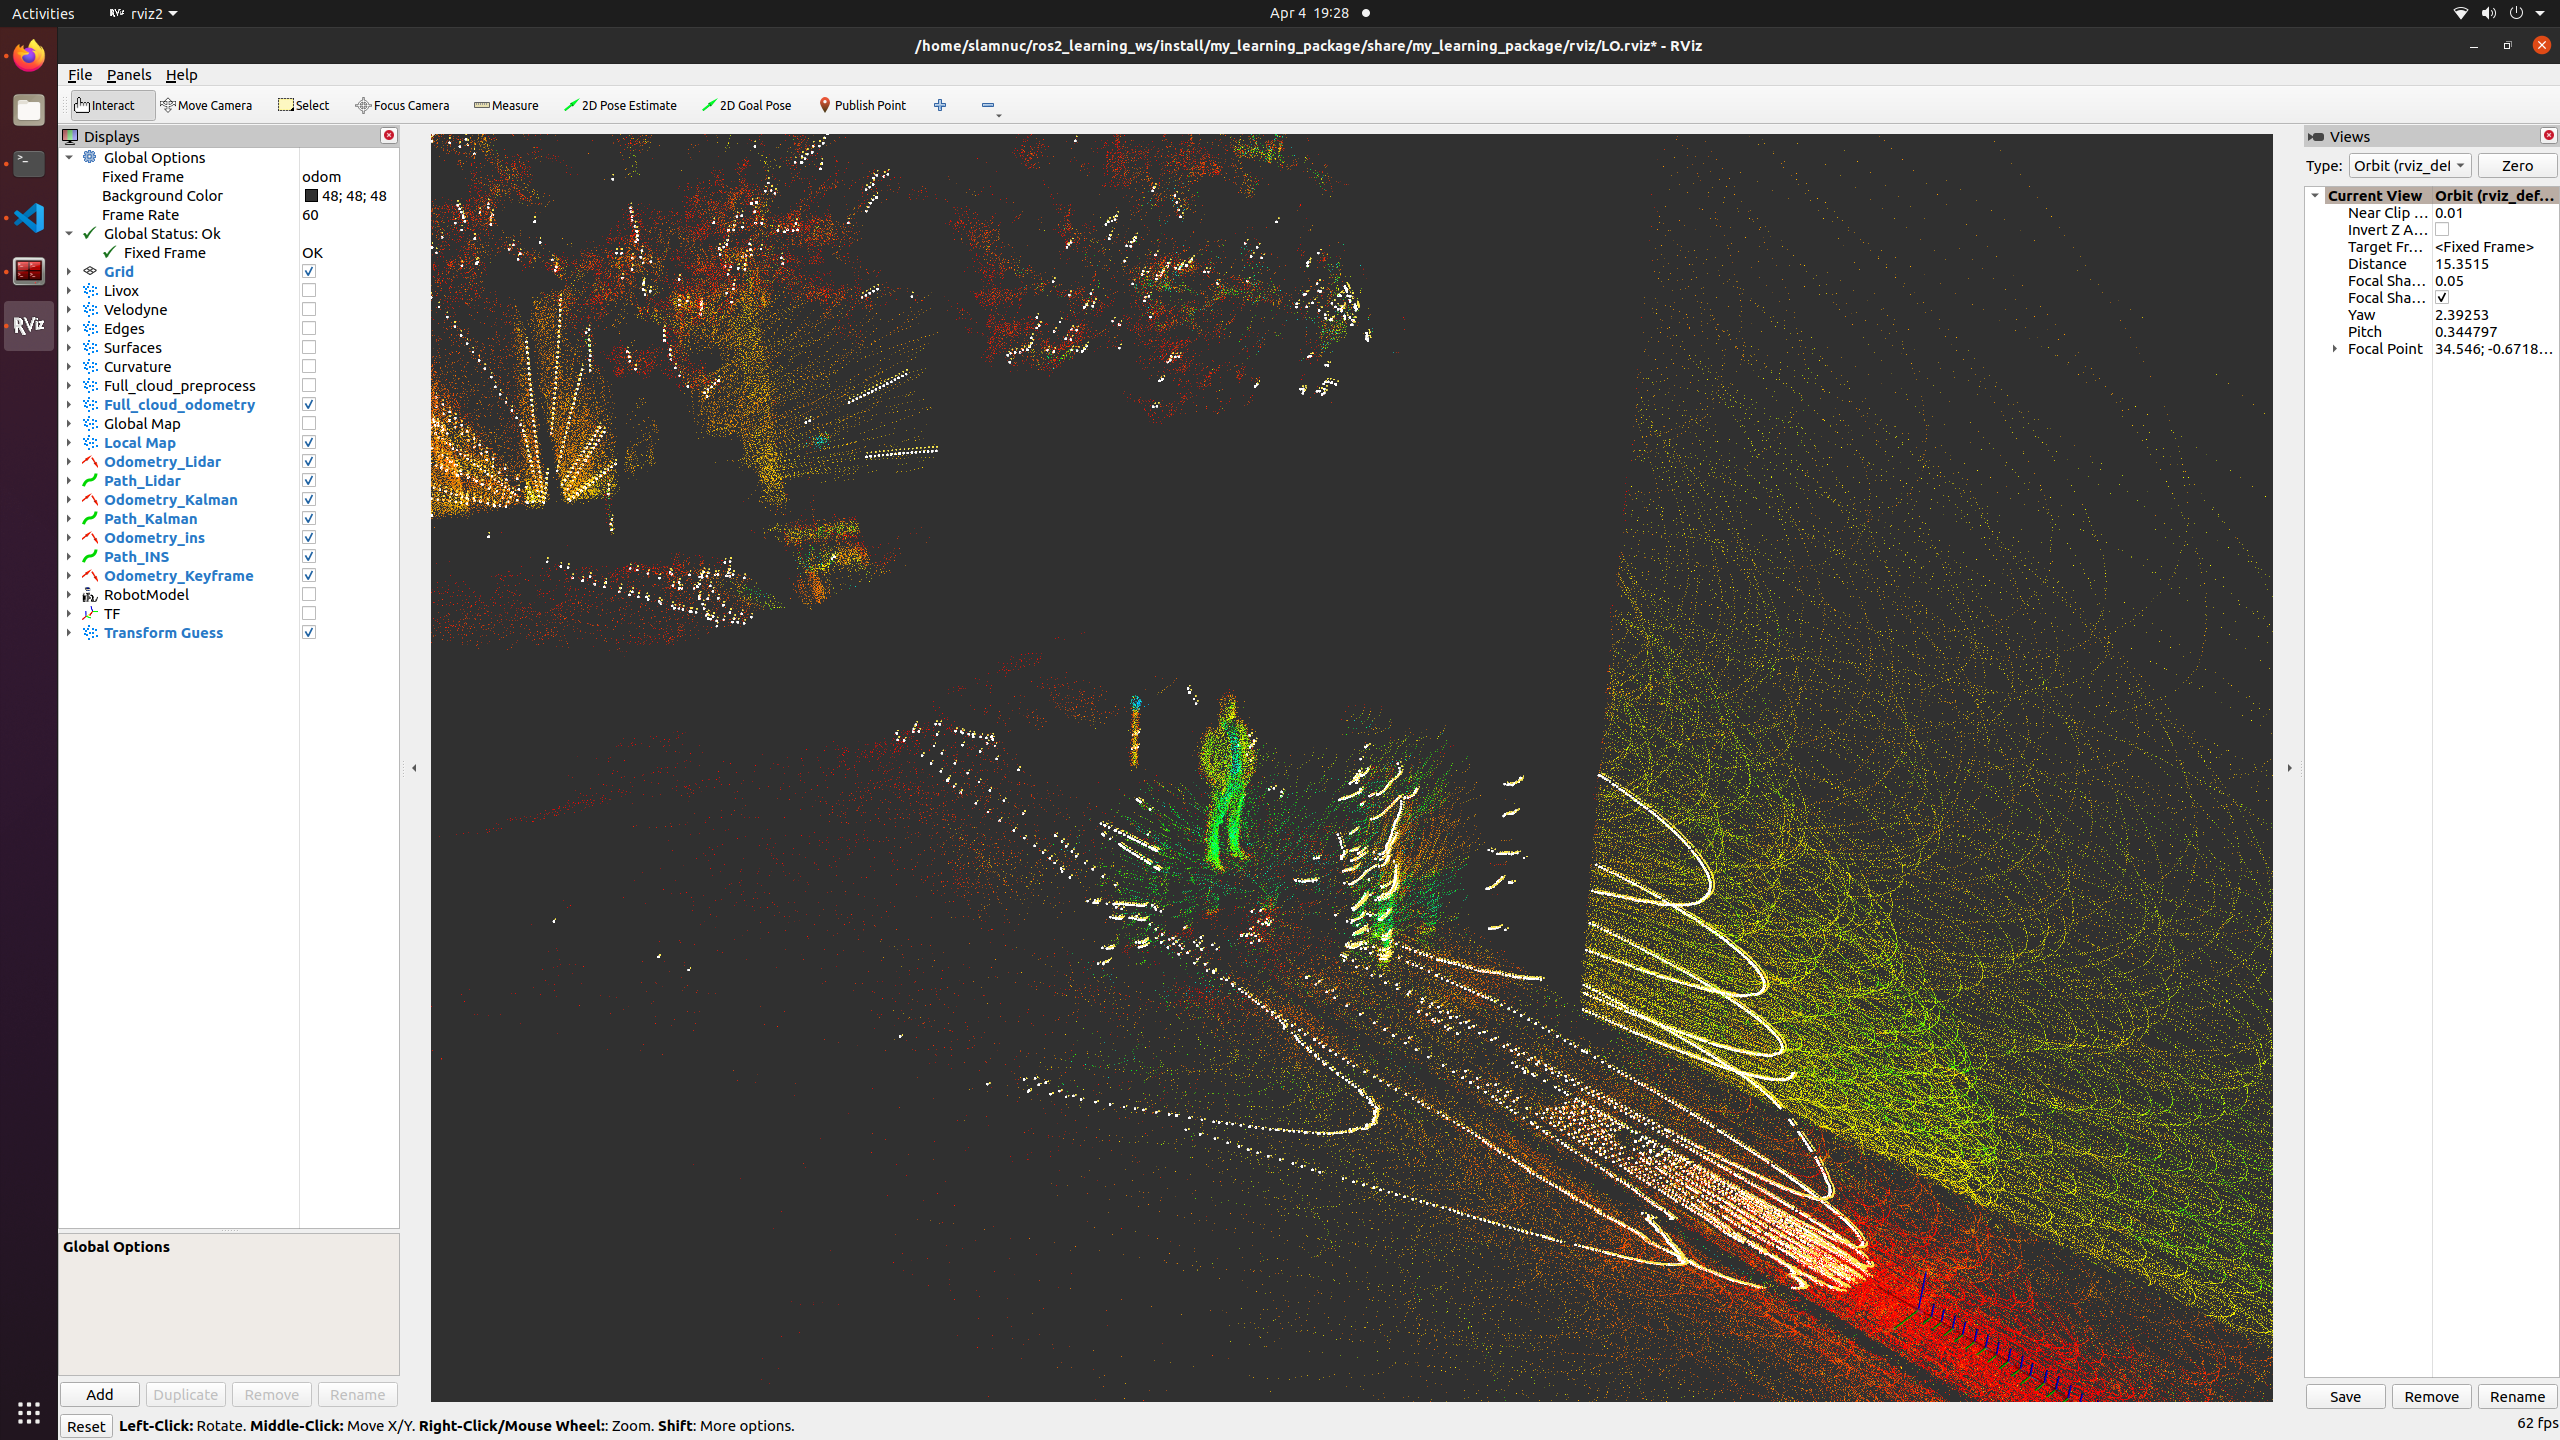 Activities RViz rviz2 Apr 4 19:28
/home/slamnuc/ros2_learning_ws/install/my_learning_package/share/my_learning_package/rviz/LO.rviz* - RViz
File Panels Help
Interact Move Camera Select Focus Camera Measure 2D Pose Estimate 2D Goal Pose Publish Point
Displays
Global Options
Fixed Frame odom
Background Color 48; 48; 48
Frame Rate 60
Global Status: Ok
Fixed Frame OK
Grid
Livox
Velodyne
Edges
Surfaces
Curvature
Full_cloud_preprocess
Full_cloud_odometry
Global Map
Local Map
Odometry_Lidar
Path_Lidar
Odometry_Kalman
Path_Kalman
Odometry_ins
Path_INS
Odometry_Keyframe
RobotModel
TF
Transform Guess
Global Options
Add Duplicate Remove Rename
Reset Left-Click: Rotate. Middle-Click: Move X/Y. Right-Click/Mouse Wheel:: Zoom. Shift: More options.
RViz
Views
Type: Orbit (rviz_def Zero
Current View Orbit (rviz_def...
Near Clip ... 0.01
Invert Z A...
Target Fr... <Fixed Frame>
Distance 15.3515
Focal Sha... 0.05
Focal Sha...
Yaw 2.39253
Pitch 0.344797
Focal Point 34.546; -0.6718...
Save Remove Rename
62 fps